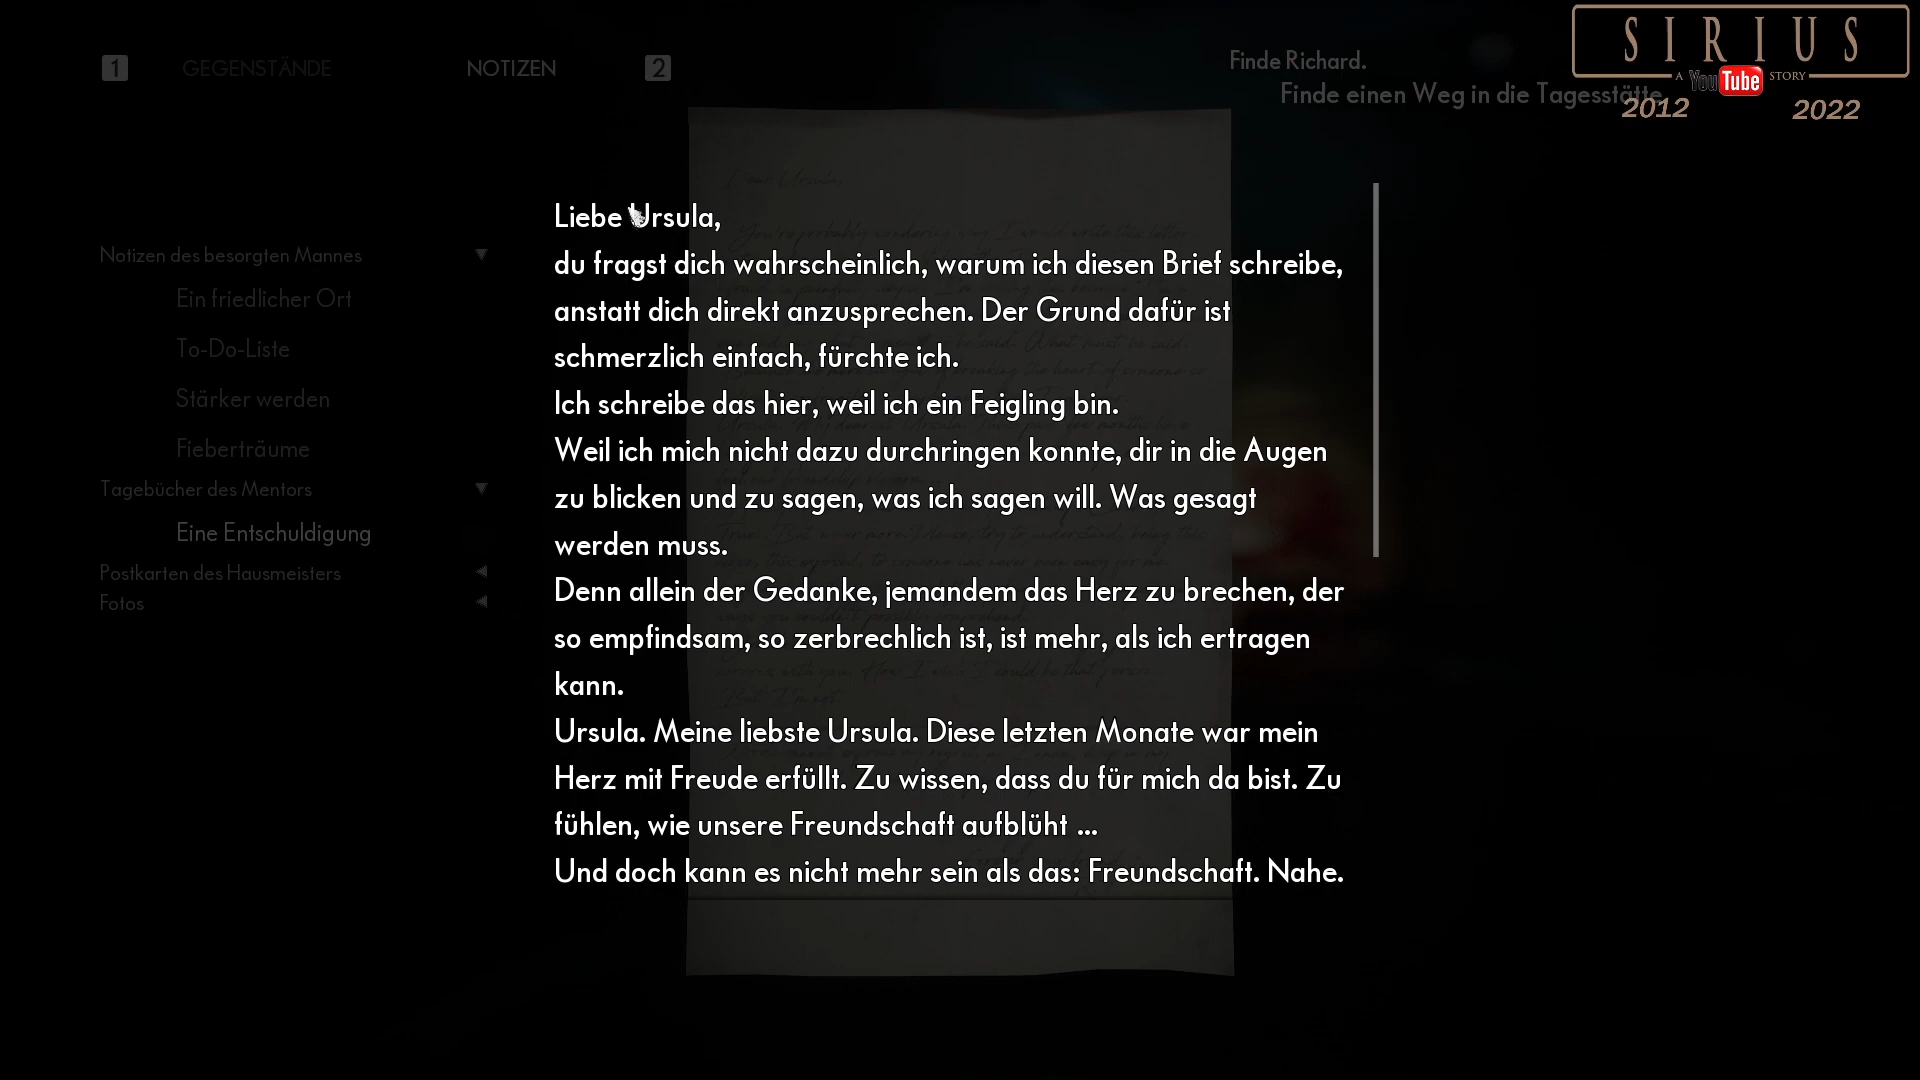 1
GEGENSTÄNDE
NOTIZEN
2
Finde Richard.
Finde einen Weg in die Tagesstätte.
SIRIUS
A YouTube STORY
2012 2022
Notizen des besorgten Mannes
Ein friedlicher Ort
To-Do-Liste
Stärker werden
Fieberträume
Tagebücher des Mentors
Eine Entschuldigung
Postkarten des Hausmeisters
Fotos
Liebe Ursula,
du fragst dich wahrscheinlich, warum ich diesen Brief schreibe,
anstatt dich direkt anzusprechen. Der Grund dafür ist
schmerzlich einfach, fürchte ich.
Ich schreibe das hier, weil ich ein Feigling bin.
Weil ich mich nicht dazu durchringen konnte, dir in die Augen
zu blicken und zu sagen, was ich sagen will. Was gesagt
werden muss.
Denn allein der Gedanke, jemandem das Herz zu brechen, der
so empfindsam, so zerbrechlich ist, ist mehr, als ich ertragen
kann.
Ursula. Meine liebste Ursula. Diese letzten Monate war mein
Herz mit Freude erfüllt. Zu wissen, dass du für mich da bist. Zu
fühlen, wie unsere Freundschaft aufblüht ...
Und doch kann es nicht mehr sein als das: Freundschaft. Nahe.